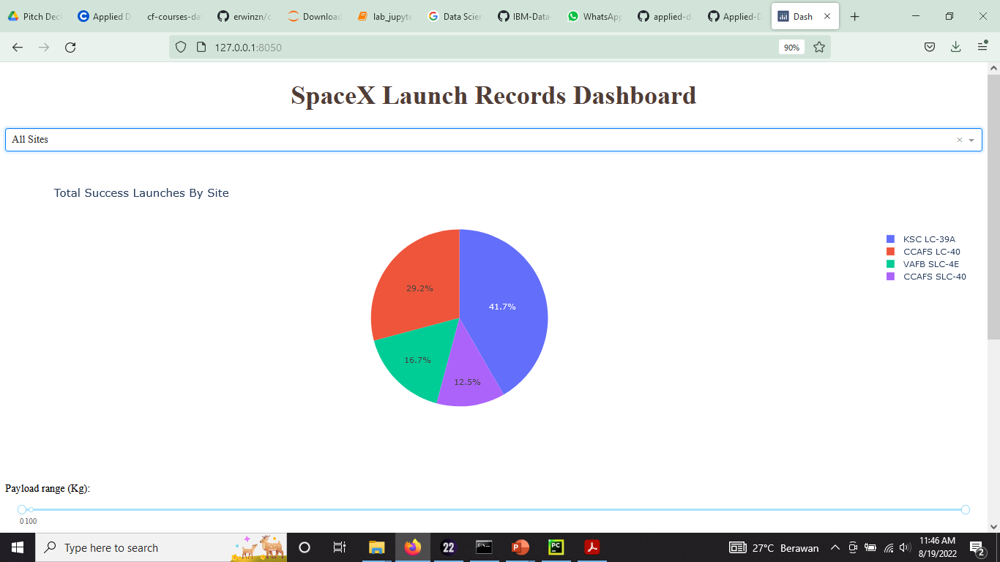 Pitch Deck
Applied D
cf-courses-dat
erwinzn/c
Download
lab_jupyte
Data Scien
IBM-Data-
WhatsApp
applied-d
Applied-D
Dash
127.0.0.1:8050
90%
SpaceX Launch Records Dashboard
All Sites
Total Success Launches By Site
KSC LC-39A
CCAFS LC-40
VAFB SLC-4E
CCAFS SLC-40
29.2%
41.7%
16.7%
12.5%
Payload range (Kg):
0 100
Type here to search
22
PC
27°C Berawan
11:46 AM
8/19/2022
2